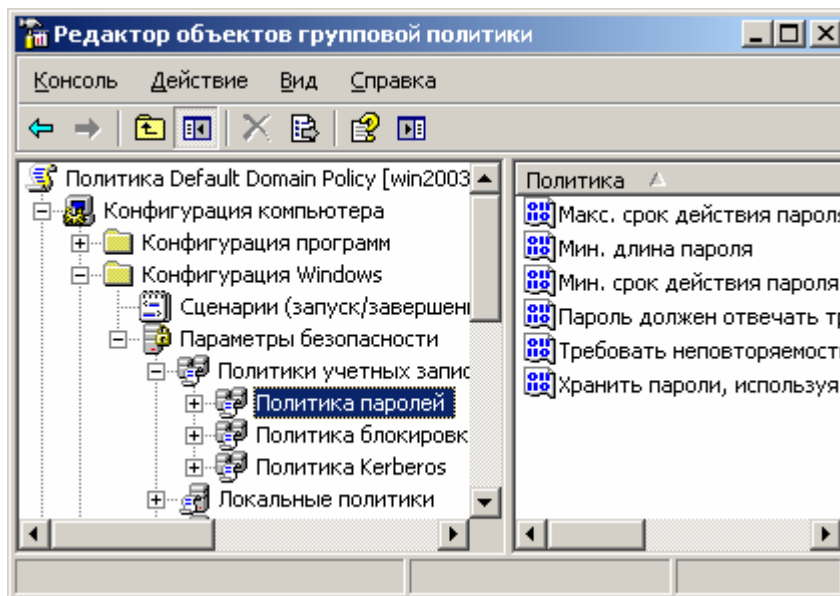 Редактор объектов групповой политики
Консоль Действие Вид Справка
Политика Default Domain Policy [win2003
Конфигурация компьютера
Конфигурация программ
Конфигурация Windows
Сценарии (запуск/завершени
Параметры безопасности
Политики учетных запис
Политика паролей
Политика блокировк
Политика Kerberos
Локальные политики
Политика
Макс. срок действия пароля
Мин. длина пароля
Мин. срок действия пароля
Пароль должен отвечать тр
Требовать неповторяемост
Хранить пароли, используя